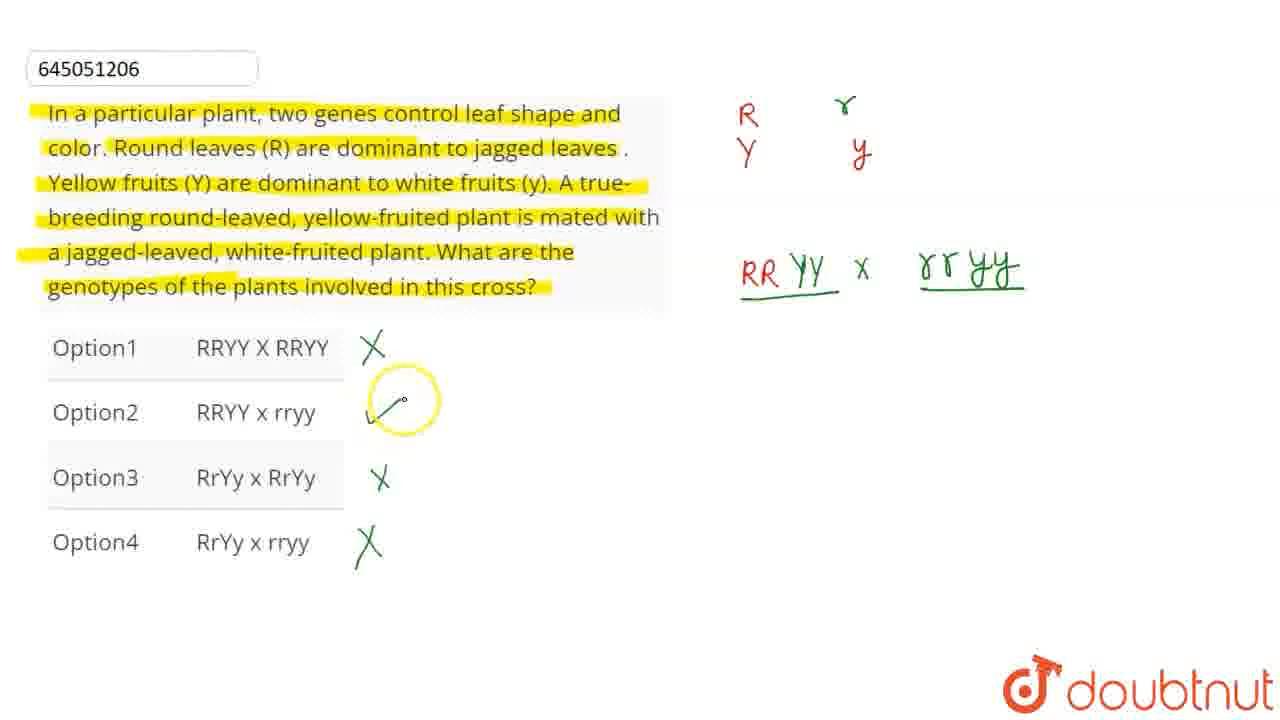 645051206
In a particular plant, two genes control leaf shape and
color. Round leaves (R) are dominant to jagged leaves .
Yellow fruits (Y) are dominant to white fruits (y). A true-
breeding round-leaved, yellow-fruited plant is mated with
a jagged-leaved, white-fruited plant. What are the
genotypes of the plants involved in this cross?
Option1 RRYY X RRYY X
Option2 RRYY x rryy ✓
Option3 RrYy x RrYy X
Option4 RrYy x rryy X
R r
Y y
RR YY x rr yy
doubtnut